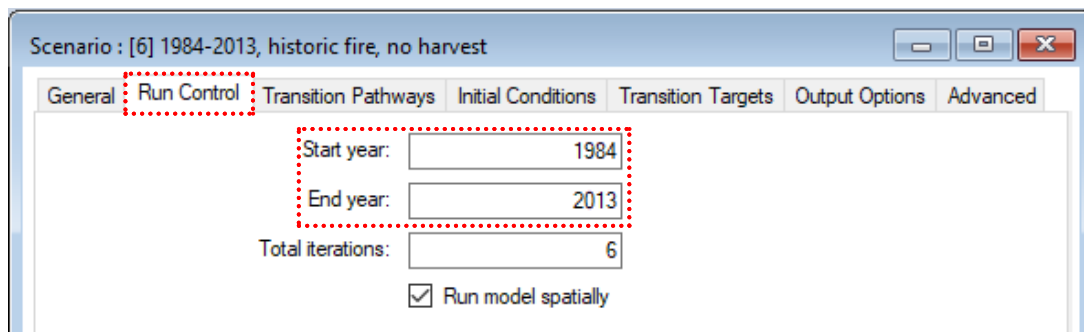 Scenario : [6] 1984-2013, historic fire, no harvest
General Run Control Transition Pathways Initial Conditions Transition Targets Output Options Advanced
Start year: 1984
End year: 2013
Total iterations: 6
Run model spatially